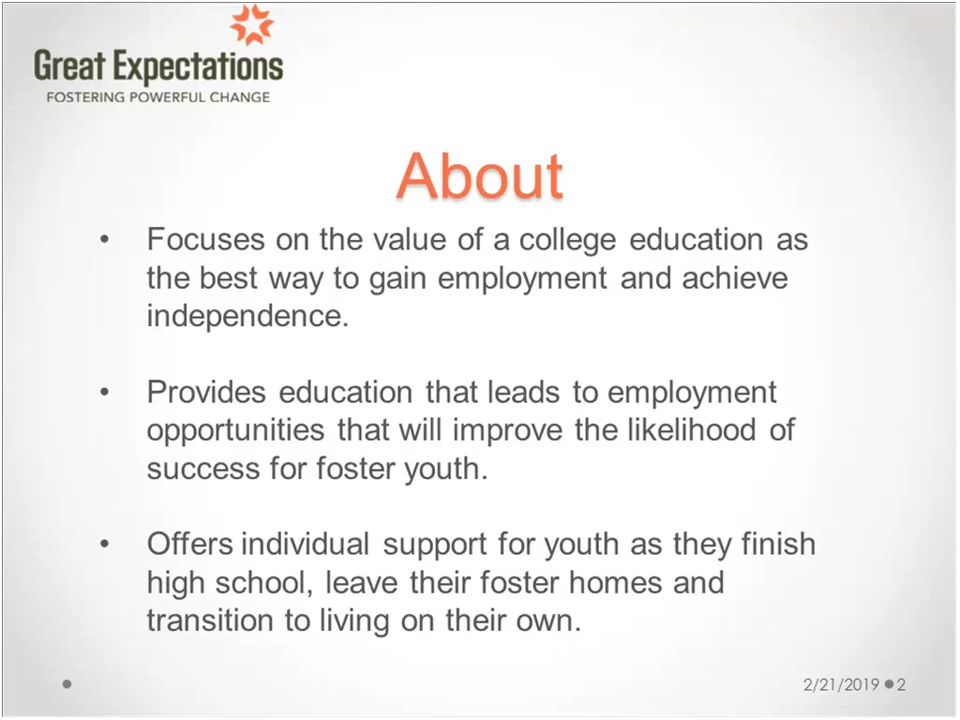 Great Expectations
FOSTERING POWERFUL CHANGE
About
• Focuses on the value of a college education as
the best way to gain employment and achieve
independence.
• Provides education that leads to employment
opportunities that will improve the likelihood of
success for foster youth.
• Offers individual support for youth as they finish
high school, leave their foster homes and
transition to living on their own.
2/21/2019 ● 2